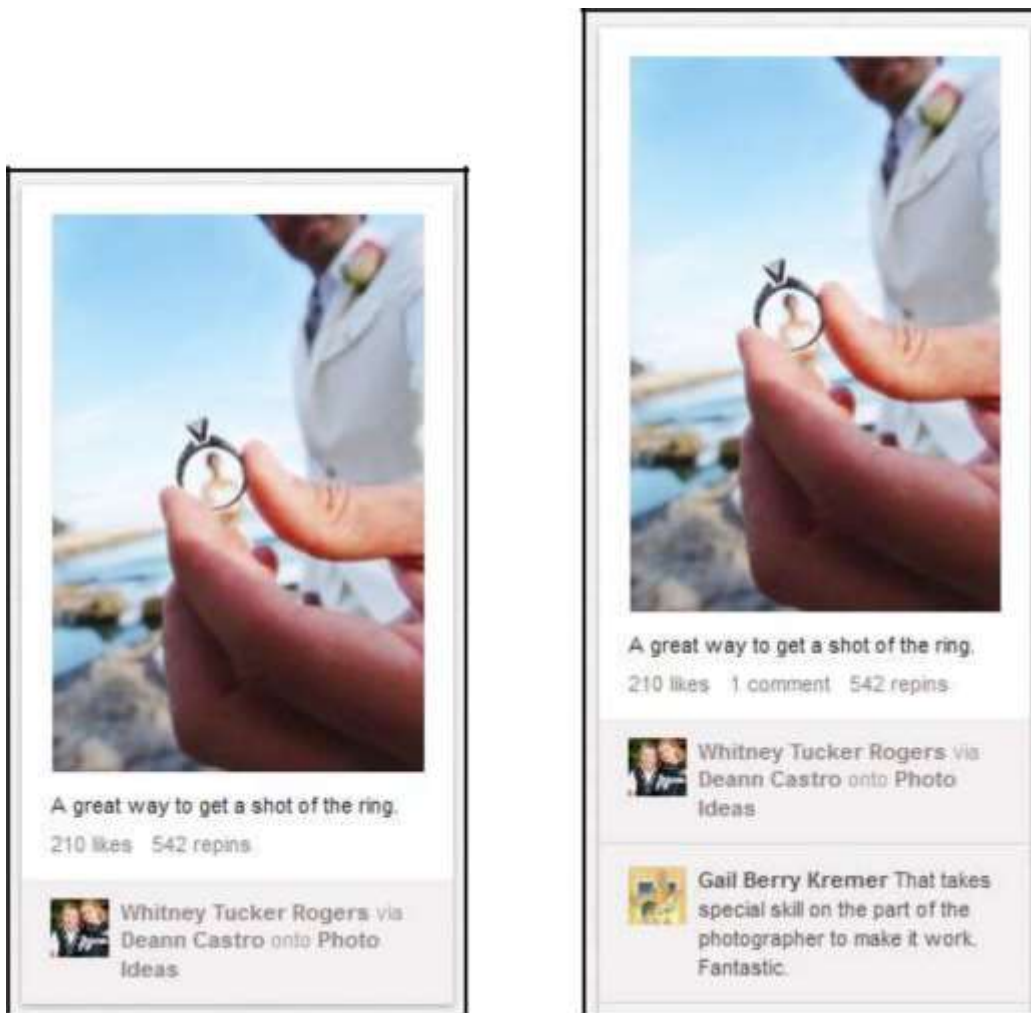 A great way to get a shot of the ring.
210 likes 542 repins
Whitney Tucker Rogers via
Deann Castro onto Photo
Ideas
A great way to get a shot of the ring.
210 likes 1 comment 542 repins
Whitney Tucker Rogers via
Deann Castro onto Photo
Ideas
Gail Berry Kremer That takes
special skill on the part of the
photographer to make it work.
Fantastic.